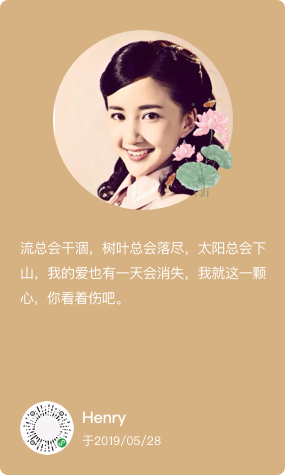 流总会干涸，树叶总会落尽，太阳总会下
山，我的爱也有一天会消失，我就这一颗
心，你看着伤吧。
Henry
于2019/05/28